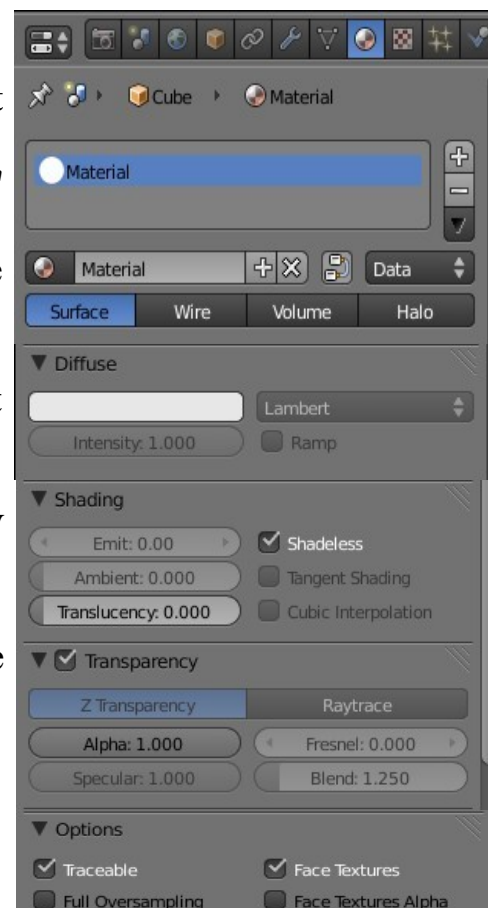 Cube Material
Material
Material Data
Surface Wire Volume Halo
Diffuse
Lambert
Intensity: 1.000 Ramp
Shading
Emit: 0.00 Shadeless
Ambient: 0.000 Tangent Shading
Translucency: 0.000 Cubic Interpolation
Transparency
Z Transparency Raytrace
Alpha: 1.000 Fresnel: 0.000
Specular: 1.000 Blend: 1.250
Options
Traceable Face Textures
Full Oversampling Face Textures Alpha